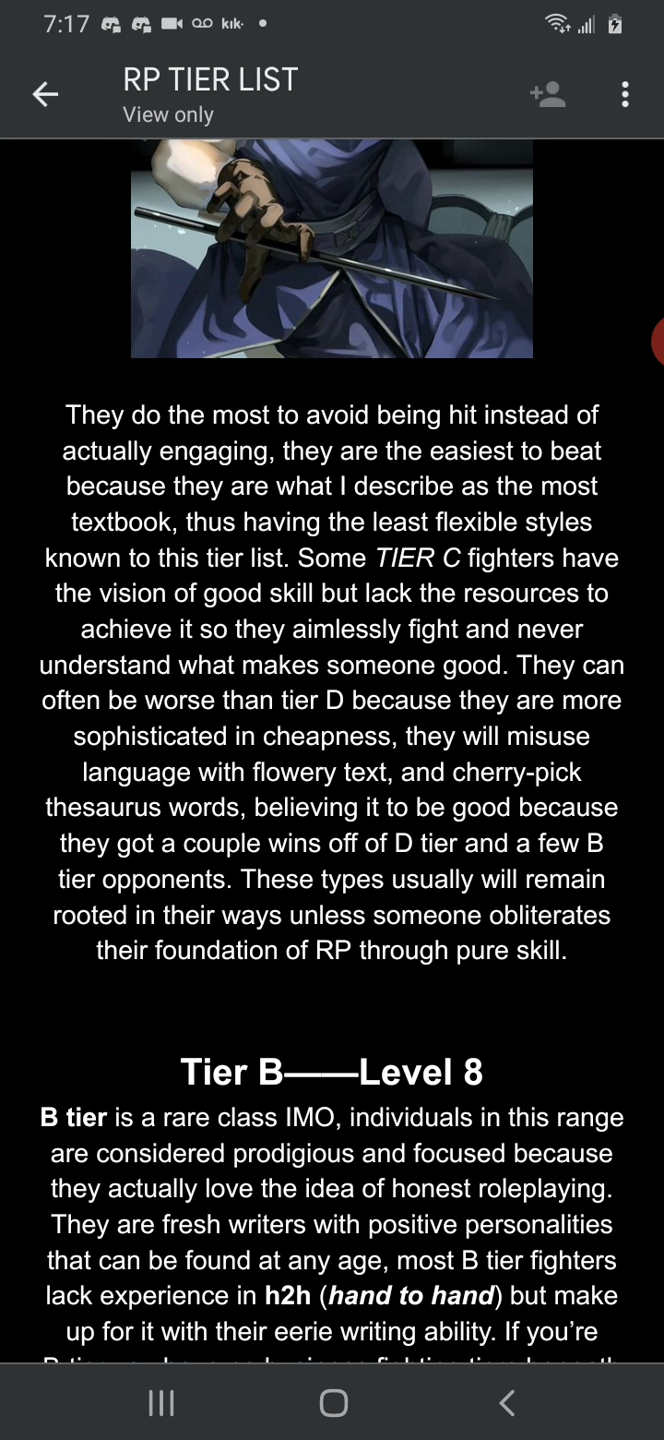 7:17 kik·
RP TIER LIST
View only
They do the most to avoid being hit instead of
actually engaging, they are the easiest to beat
because they are what I describe as the most
textbook, thus having the least flexible styles
known to this tier list. Some TIER C fighters have
the vision of good skill but lack the resources to
achieve it so they aimlessly fight and never
understand what makes someone good. They can
often be worse than tier D because they are more
sophisticated in cheapness, they will misuse
language with flowery text, and cherry-pick
thesaurus words, believing it to be good because
they got a couple wins off of D tier and a few B
tier opponents. These types usually will remain
rooted in their ways unless someone obliterates
their foundation of RP through pure skill.
Tier B——Level 8
B tier is a rare class IMO, individuals in this range
are considered prodigious and focused because
they actually love the idea of honest roleplaying.
They are fresh writers with positive personalities
that can be found at any age, most B tier fighters
lack experience in h2h (hand to hand) but make
up for it with their eerie writing ability. If you’re